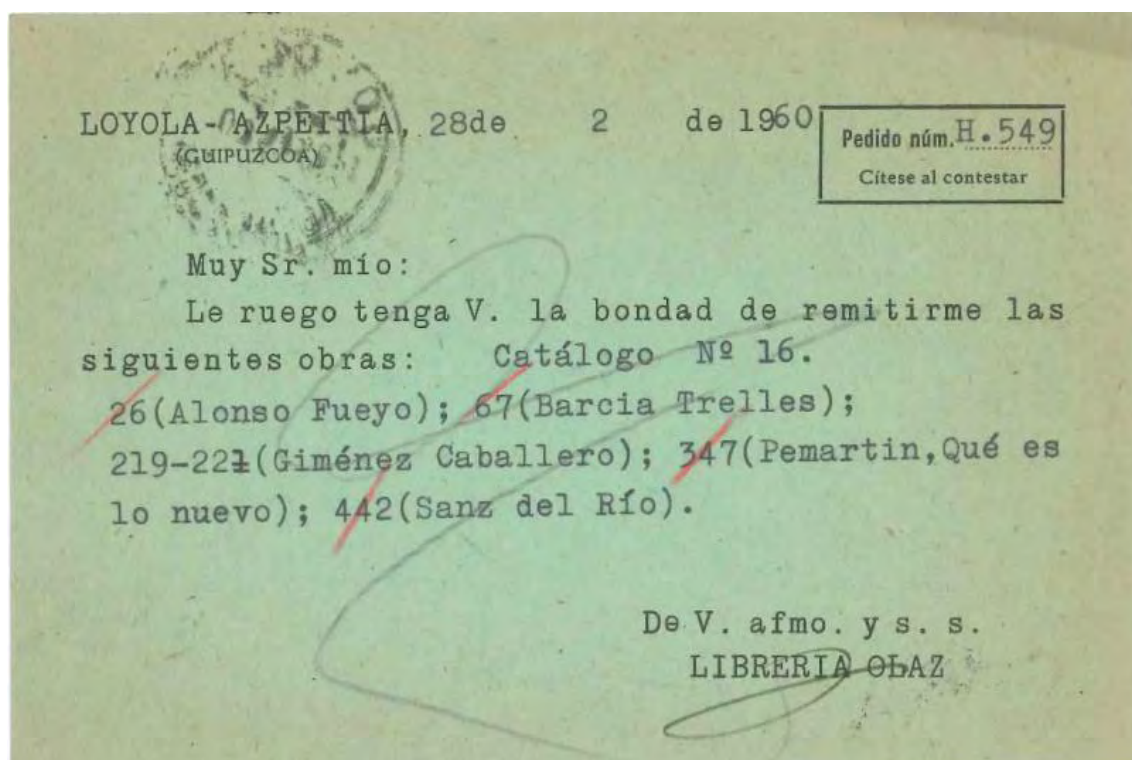 LOYOLA-AZPEITIA, 28de 2 de 1960
(GUIPUZCOA)
Pedido núm. H.549
Cítese al contestar
Muy Sr. mío:
Le ruego tenga V. la bondad de remitirme las
siguientes obras: Catálogo Nº 16.
26(Alonso Fueyo); 67(Barcia Trelles);
219-221(Giménez Caballero); 347(Pemartin,Qué es
lo nuevo); 442(Sanz del Río).
De V. afmo. y s. s.
LIBRERIA OLAZ